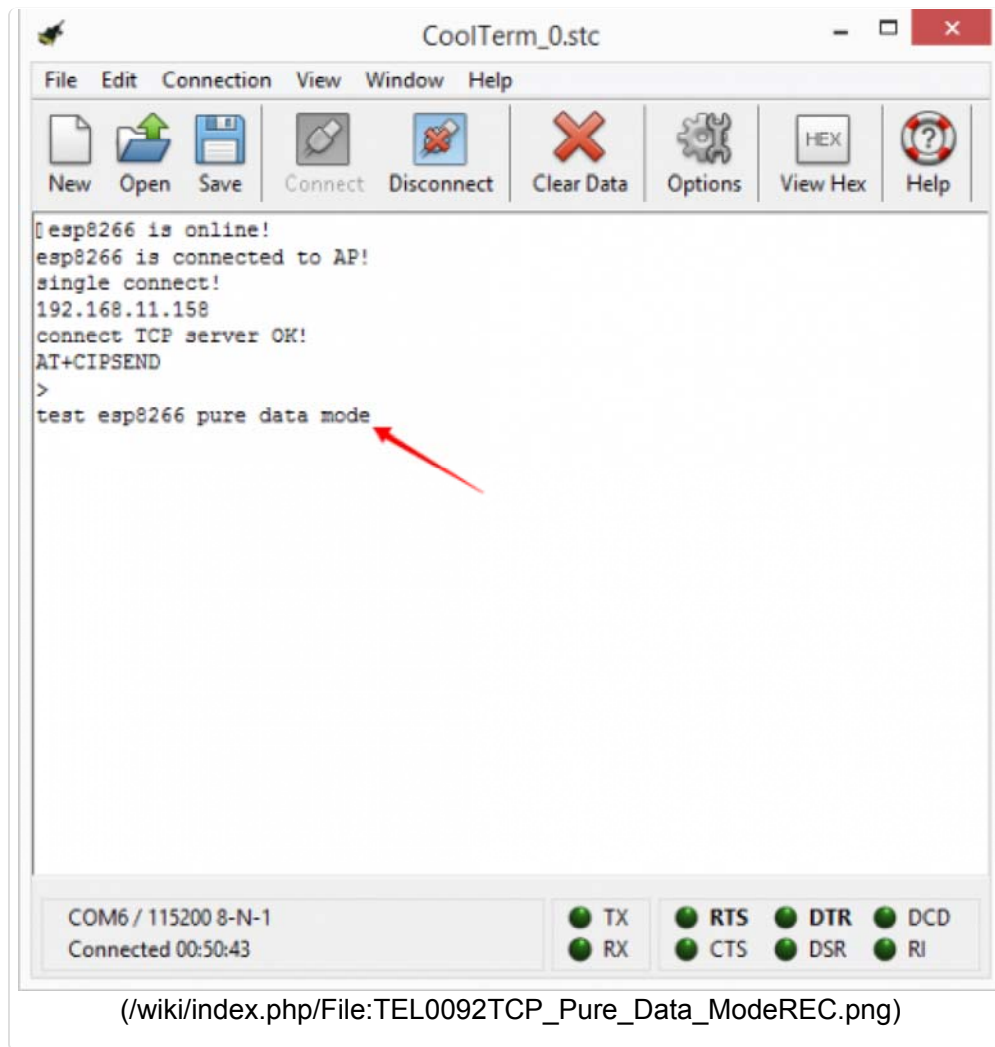 CoolTerm_0.stc
File Edit Connection View Window Help
HEX
New Open Save Connect Disconnect Clear Data Options View Hex Help
esp8266 is online!
esp8266 is connected to AP!
single connect!
192.168.11.158
connect TCP server OK!
AT+CIPSEND
>
test esp8266 pure data mode
COM6 / 115200 8-N-1
Connected 00:50:43
TX RTS DTR DCD
RX CTS DSR RI
(/wiki/index.php/File:TEL0092TCP_Pure_Data_ModeREC.png)